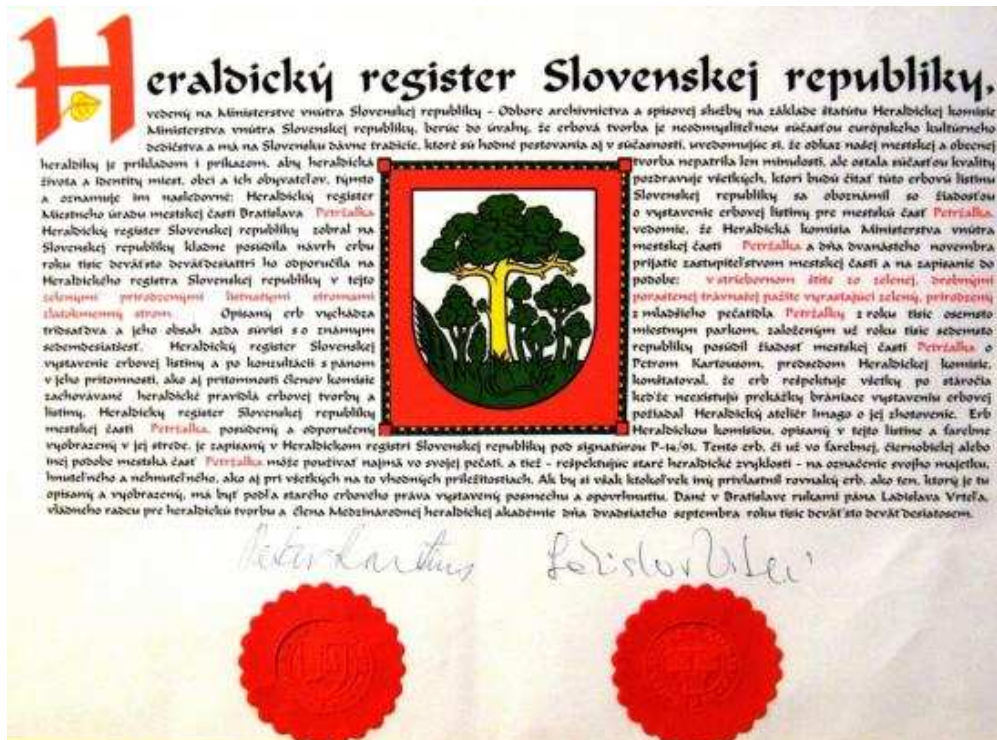 Heraldický register Slovenskej republiky,
vedený na Ministerstve vnútra Slovenskej republiky - Odbore archívnictva a spisovej služby na základe štatútu Heraldickej komisie
Ministerstva vnútra Slovenskej republiky, berúc do úvahy, že erbová tvorba je neodmysliteľnou súčasťou európskeho kultúrneho
dedičstva a má na Slovensku dávne tradície, ktoré sú hodné pestovania aj v súčasnosti, uvedomujúc si, že odkaz našej mestskej a obecnej
heraldiky je príkladom i príkazom, aby heraldická tvorba nepatrila len minulosti, ale ostala súčasťou kvality
života a identity miest, obcí a ich obyvateľov, týmto pozdravuje všetkých, ktorí budú čítať túto erbovú listinu
a oznamuje im nasledovné: Heraldický register Slovenskej republiky sa oboznámil so žiadosťou
Miestneho úradu mestskej časti Bratislava Petržalka o vystavenie erbovej listiny pre mestskú časť Petržalka.
Heraldický register Slovenskej republiky zobral na vedomie, že Heraldická komisia Ministerstva vnútra
Slovenskej republiky kladne posúdila návrh erbu mestskej časti Petržalka a dňa dvanásteho novembra
roku tisíc deväťsto deväťdesiattri ho odporučila na prijatie zastupiteľstvom mestskej časti a na zapísanie do
Heraldického registra Slovenskej republiky v tejto podobe: v striebornom štíte zo zelenej, drobnými
zelenými prirodzenými listnatými stromami porastenej trávnatej pažite vyrastajúci zelený, prirodzený
zlatokmenný strom. Opísaný erb vychádza z mladšieho pečatidla Petržalky z roku tisíc osemsto
tridsaťdva a jeho obsah azda súvisí s o známym miestnym parkom, založeným už roku tisíc sedemsto
sedemdesiatšesť. Heraldický register Slovenskej republiky posúdil žiadosť mestskej časti Petržalka o
vystavenie erbovej listiny a po konzultácii s pánom Petrom Kartousom, predsedom Heraldickej komisie,
v jeho prítomnosti, ako aj prítomnosti členov komisie konštatoval, že erb rešpektuje všetky po stáročia
zachovávané heraldické pravidlá erbovej tvorby a keďže neexistujú prekážky brániace vystaveniu erbovej
listiny, Heraldický register Slovenskej republiky požiadal Heraldický ateliér Imago o jej zhotovenie. Erb
mestskej časti Petržalka, posúdený a odporučený Heraldickou komisiou, opísaný v tejto listine a farebne
vyobrazený v jej strede, je zapísaný v Heraldickom registri Slovenskej republiky pod signatúrou P-14/91. Tento erb, či už vo farebnej, čiernobielej alebo
inej podobe mestská časť Petržalka môže používať najmä vo svojej pečati, a tiež - rešpektujúc staré heraldické zvyklosti - na označenie svojho majetku,
hnuteľného a nehnuteľného, ako aj pri všetkých na to vhodných príležitostiach. Ak by si však ktokoľvek iný privlastnil rovnaký erb, ako ten, ktorý je tu
opísaný a vyobrazený, má byť podľa starého erbového práva vystavený posmechu a opovrhnutiu. Dané v Bratislave rukami pána Ladislava Vrteľa,
vládneho radcu pre heraldickú tvorbu a člena Medzinárodnej heraldickej akadémie dňa dvadsiateho septembra roku tisíc deväť sto deväťdesiatosem.